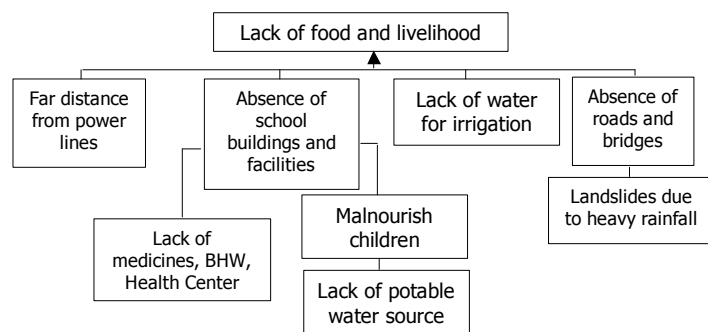 Lack of food and livelihood
Far distance
from power
lines
Absence of
school
buildings and
facilities
Lack of water
for irrigation
Absence of
roads and
bridges
Landslides due
to heavy rainfall
Malnourish
children
Lack of
medicines, BHW,
Health Center
Lack of potable
water source